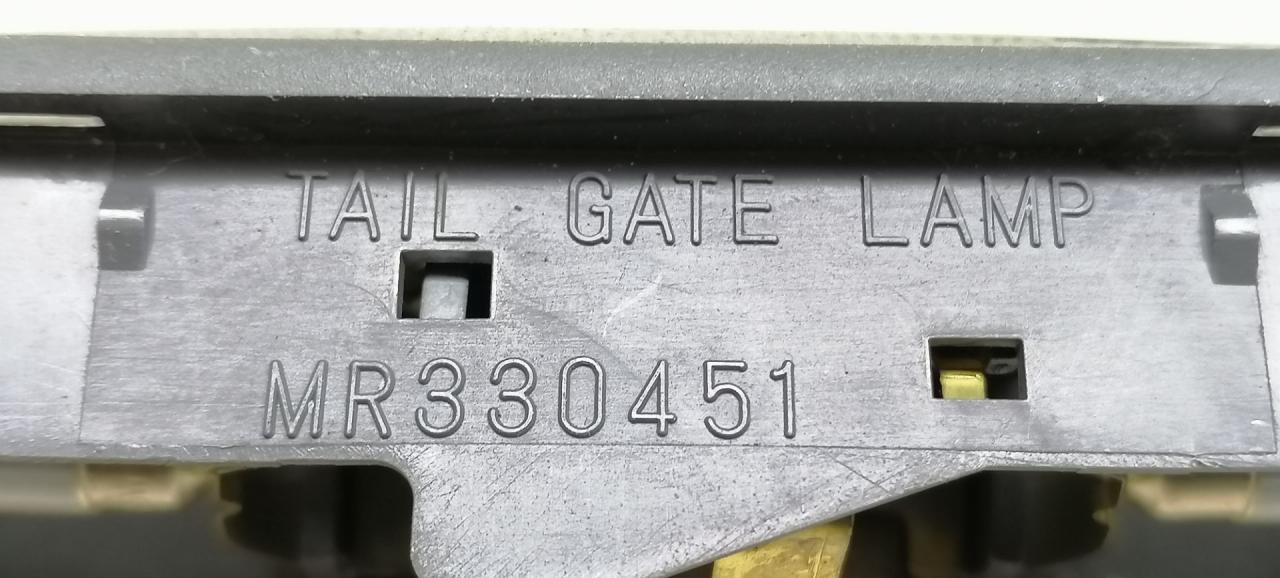 TAIL GATE LAMP
MR330451